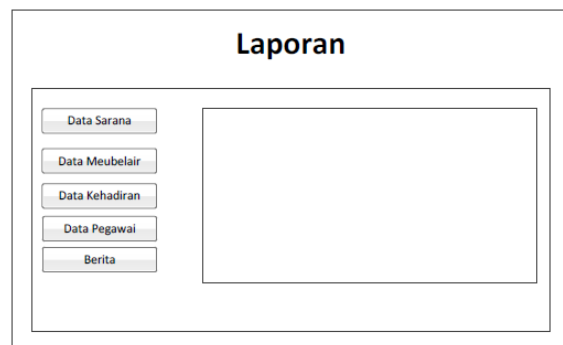 Laporan
Data Sarana
Data Meubelair
Data Kehadiran
Data Pegawai
Berita